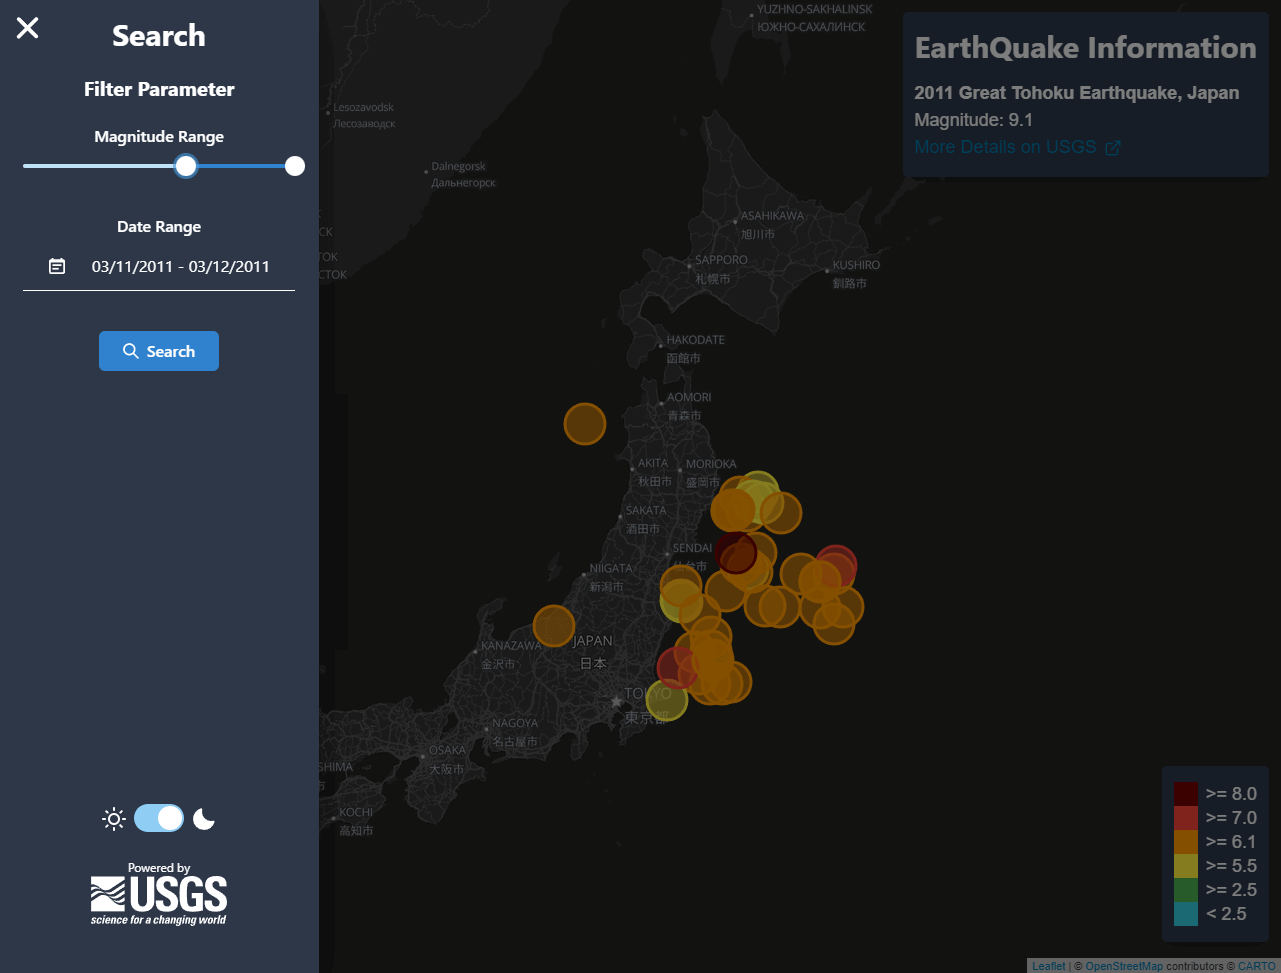 Search
Filter Parameter
Magnitude Range
Date Range
03/11/2011 - 03/12/2011
Search
Powered by
USGS
science for a changing world
YUZHNO-SAKHALINSK
ЮЖНО-САХАЛИНСК
Lesozavodsk
Лесозаводск
Dalnegorsk
Дальнегорск
СК
TOK
СТОК
ASAHIKAWA
旭川市
SAPPORO
札幌市
KUSHIRO
釧路市
HAKODATE
函館市
AOMORI
青森市
AKITA
秋田市
MORIOKA
盛岡市
SAKATA
酒田市
SENDAI
仙台市
NIIGATA
新潟市
KANAZAWA
金沢市
JAPAN
日本
TOKYO
東京都
NAGOYA
名古屋市
OSAKA
大阪市
SHIMA
市
KOCHI
高知市
EarthQuake Information
2011 Great Tohoku Earthquake, Japan
Magnitude: 9.1
More Details on USGS
>= 8.0
>= 7.0
>= 6.1
>= 5.5
>= 2.5
< 2.5
Leaflet | © OpenStreetMap contributors © CARTO